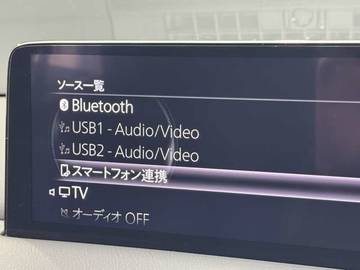 ソース一覧
Bluetooth
USB1 - Audio/Video
USB2 - Audio/Video
スマートフォン連携
TV
オーディオ OFF